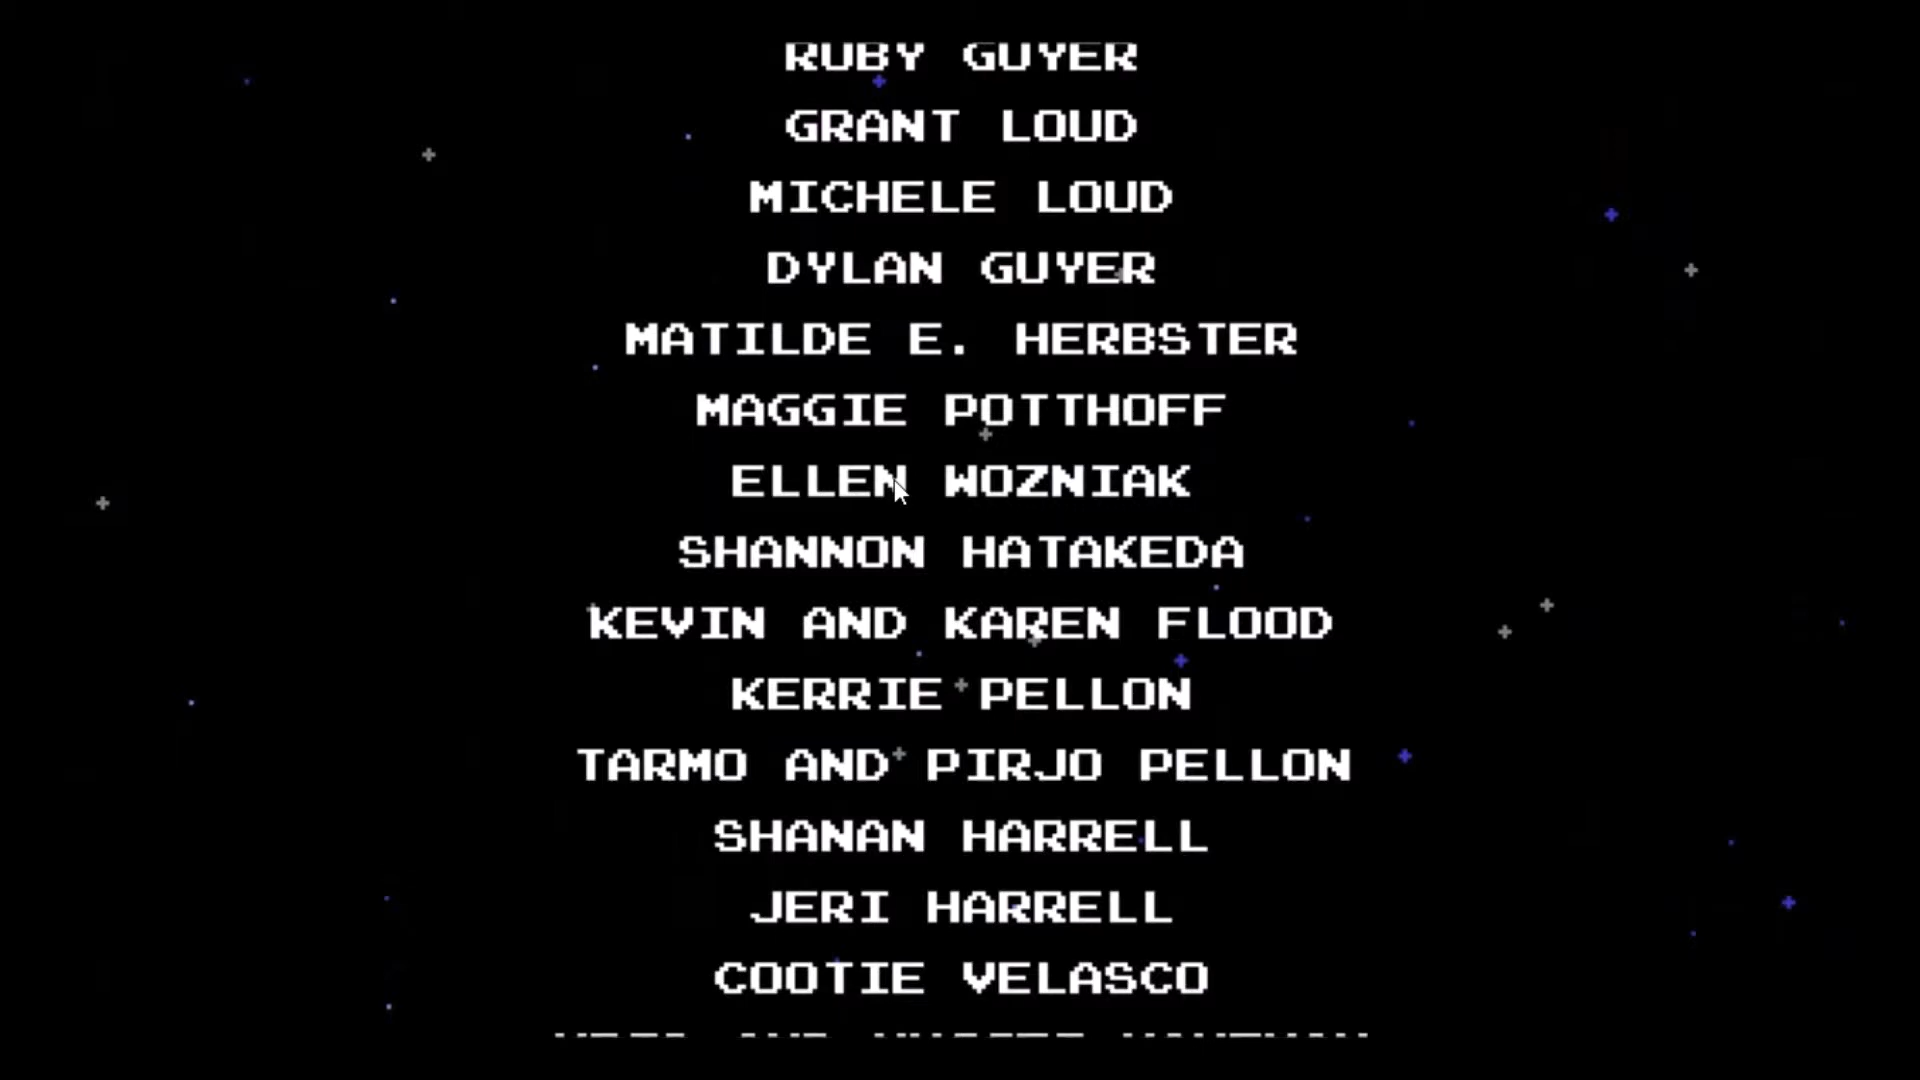 RUBY GUYER
GRANT LOUD
MICHELE LOUD
DYLAN GUYER
MATILDE E. HERBSTER
MAGGIE POTTHOFF
ELLEN WOZNIAK
SHANNON HATAKEDA
KEVIN AND KAREN FLOOD
KERRIE PELLON
TARMO AND PIRJO PELLON
SHANAN HARRELL
JERI HARRELL
COOTIE VELASCO